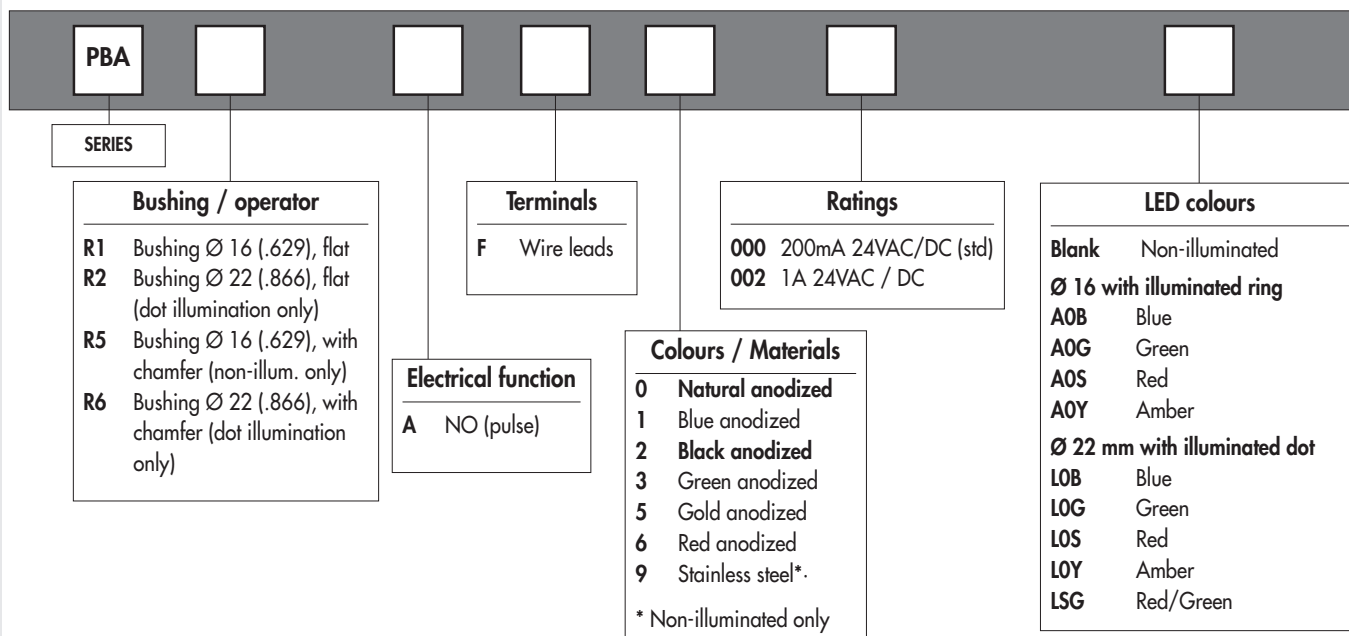 PBA
SERIES
Bushing / operator
R1 Bushing Ø 16 (.629), flat
R2 Bushing Ø 22 (.866), flat
(dot illumination only)
R5 Bushing Ø 16 (.629), with
chamfer (non-illum. only)
R6 Bushing Ø 22 (.866), with
chamfer (dot illumination
only)
Electrical function
A NO (pulse)
Terminals
F Wire leads
Colours / Materials
0 Natural anodized
1 Blue anodized
2 Black anodized
3 Green anodized
5 Gold anodized
6 Red anodized
9 Stainless steel*·
* Non-illuminated only
Ratings
000 200mA 24VAC/DC (std)
002 1A 24VAC / DC
LED colours
Blank Non-illuminated
Ø 16 with illuminated ring
A0B Blue
A0G Green
A0S Red
A0Y Amber
Ø 22 mm with illuminated dot
L0B Blue
L0G Green
L0S Red
L0Y Amber
LSG Red/Green